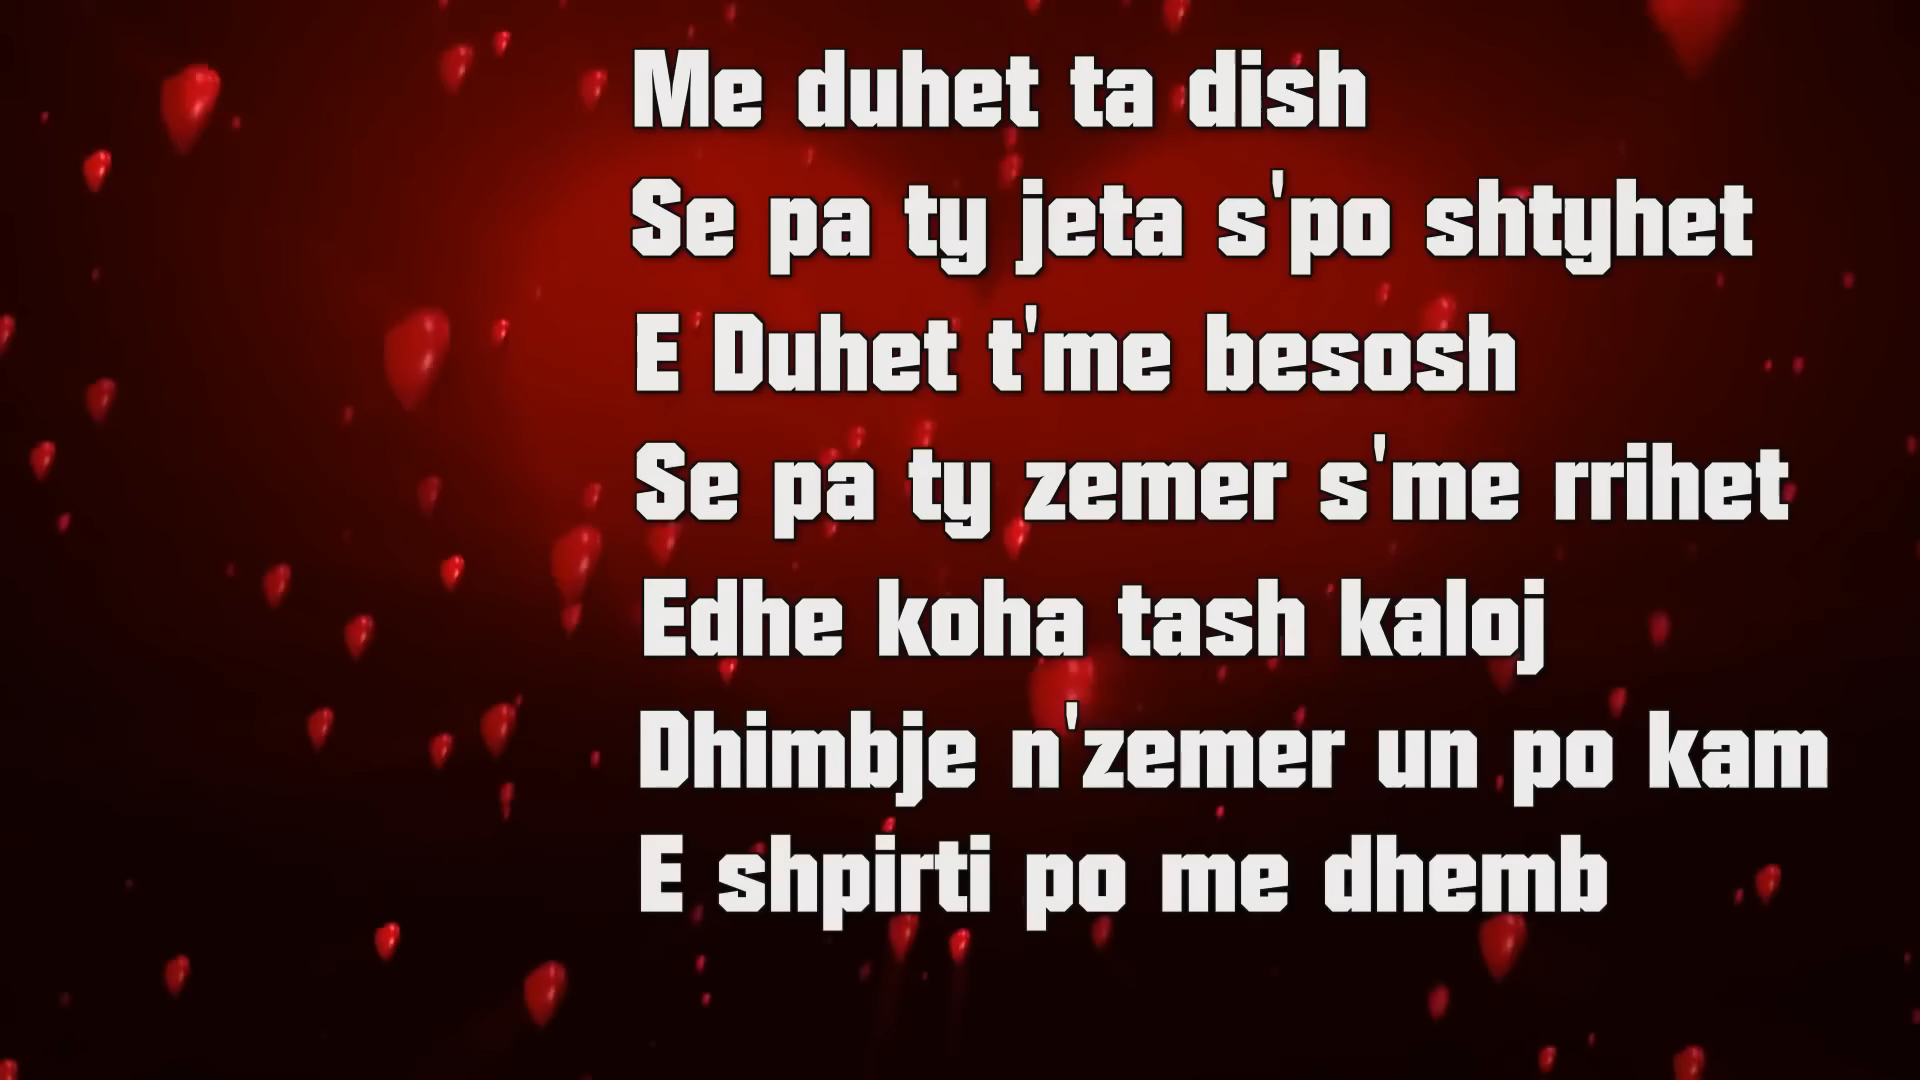 Me duhet ta dish
Se pa ty jeta s'po shtyhet
E Duhet t'me besosh
Se pa ty zemer s'me rrihet
Edhe koha tash kaloj
Dhimbje n'zemer un po kam
E shpirti po me dhemb